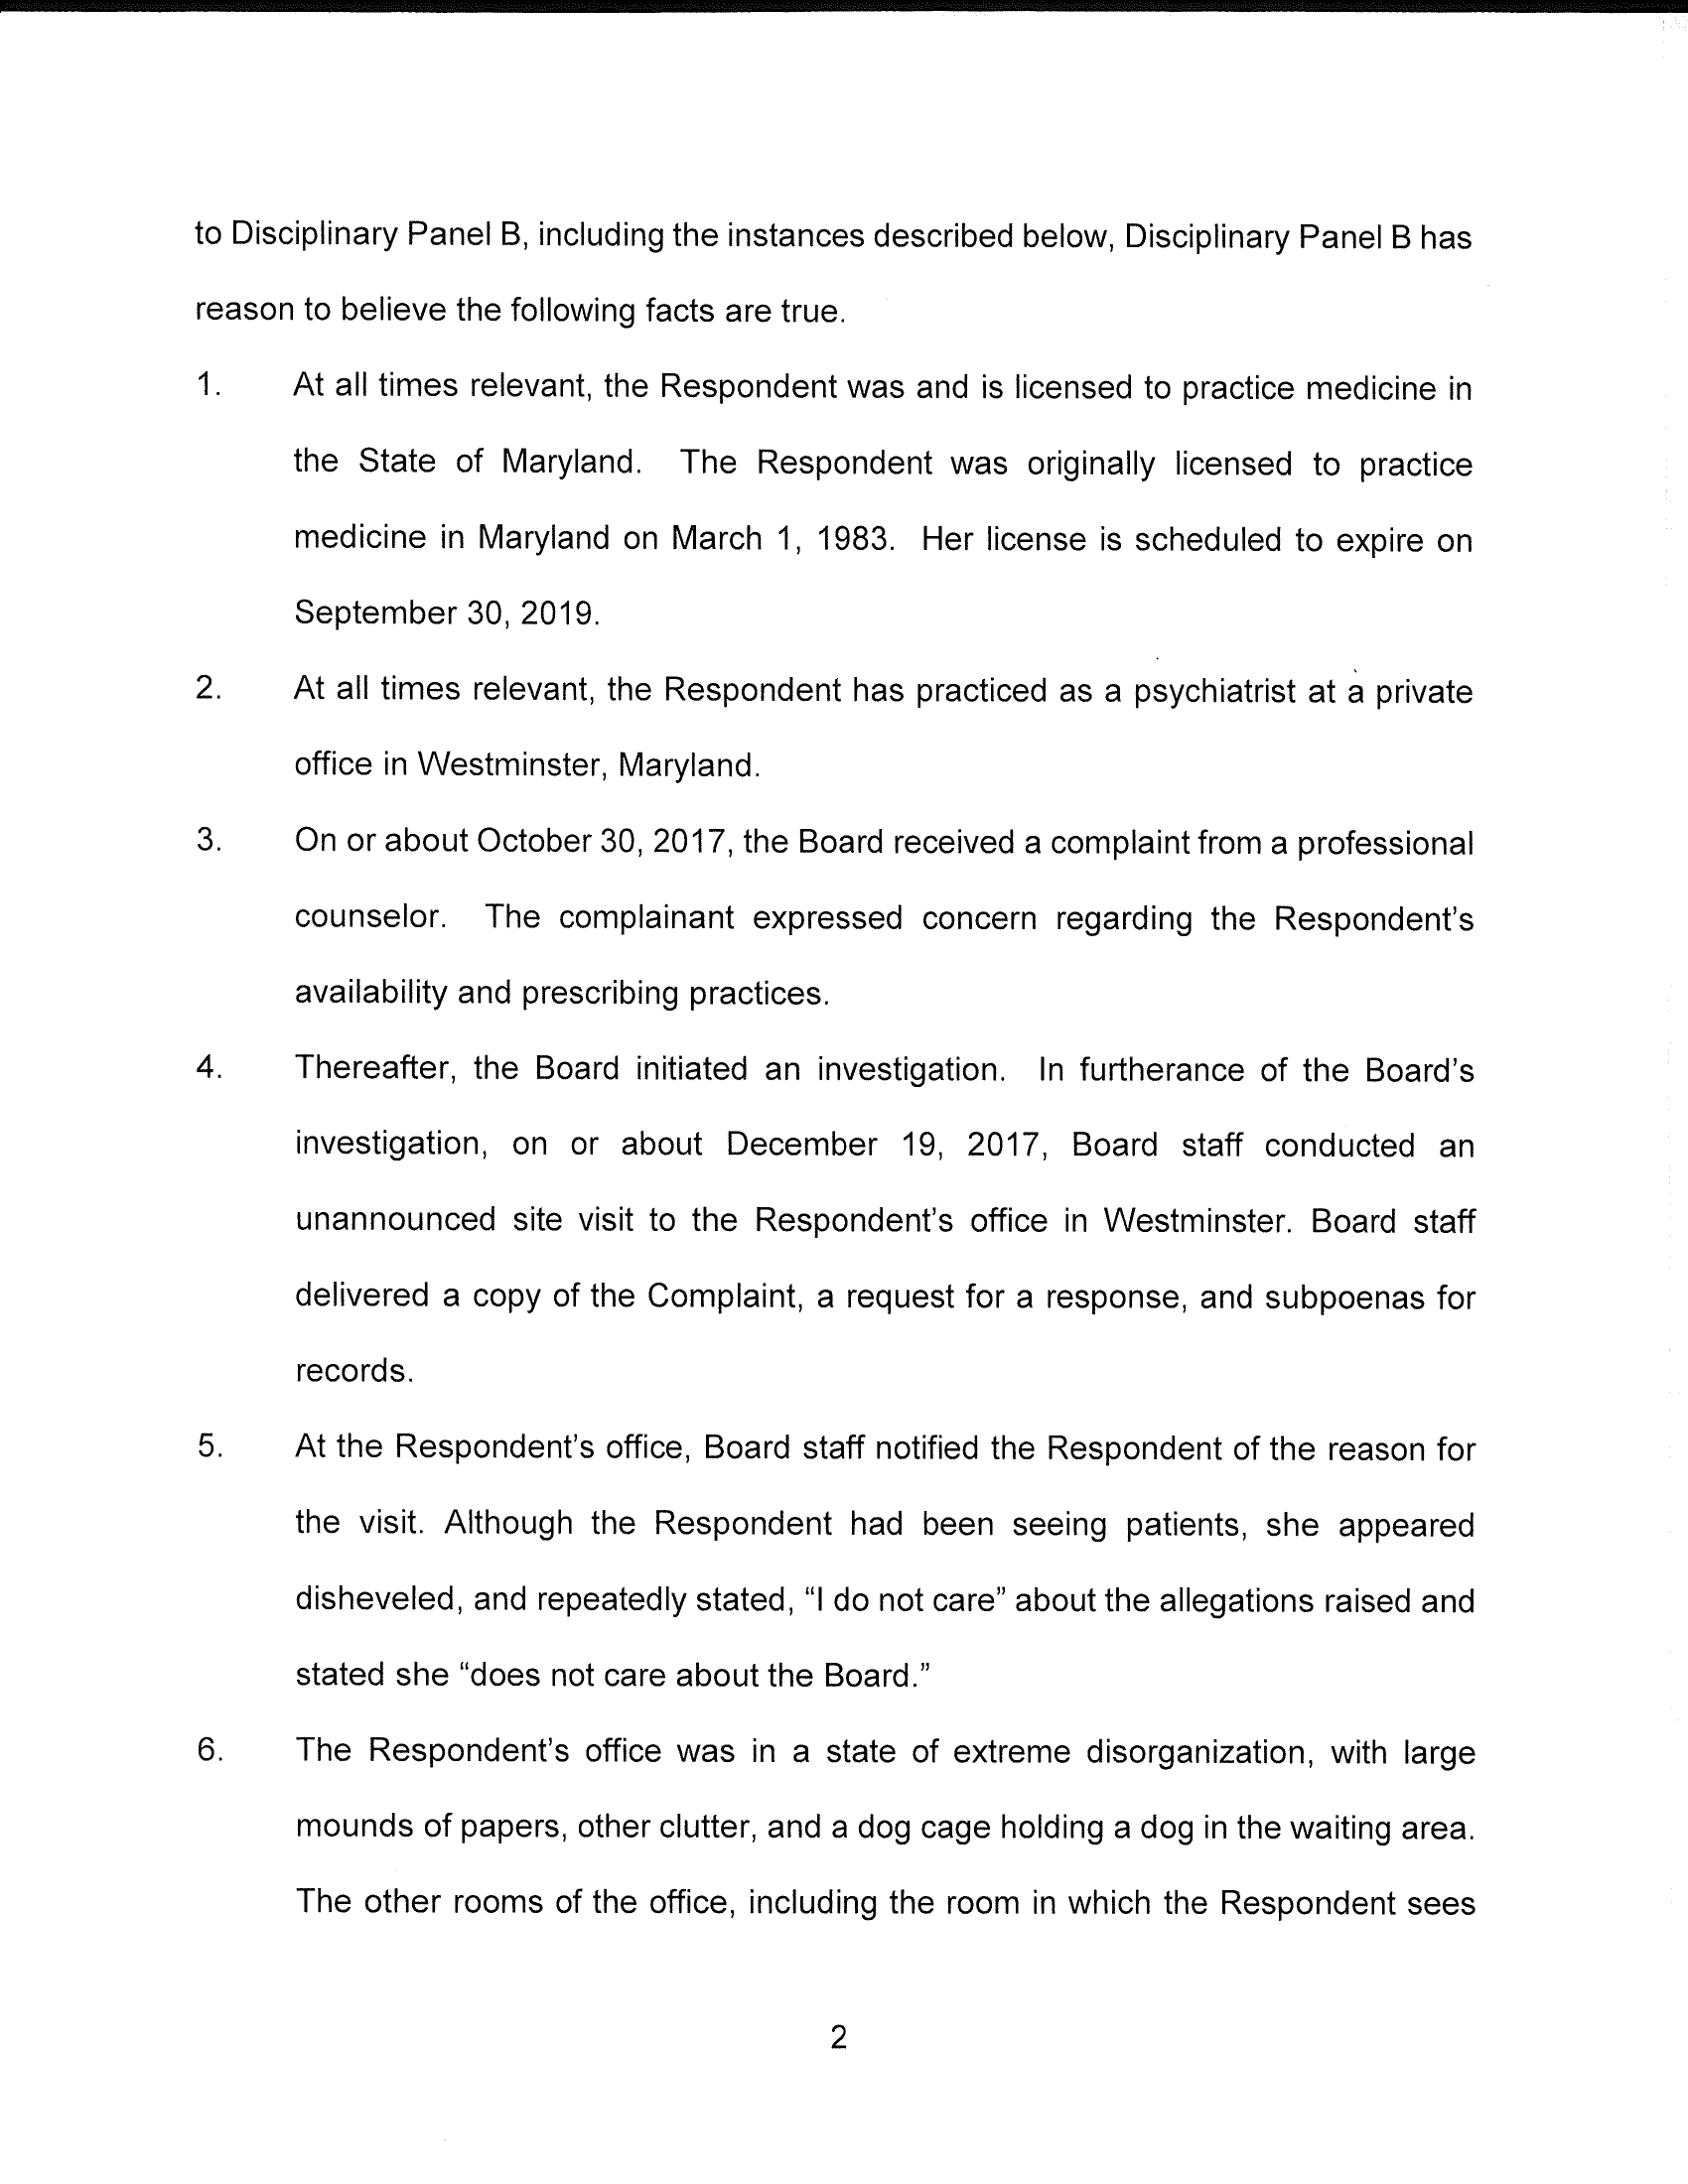 to Disciplinary Panel B, including the instances described below, Disciplinary Panel B has
reason to believe the following facts are true.
1. At all times relevant, the Respondent was and is licensed to practice medicine in
the State of Maryland. The Respondent was originally licensed to practice
medicine in Maryland on March 1, 1983. Her license is scheduled to expire on
September 30, 2019.
2. At all times relevant, the Respondent has practiced as a psychiatrist at a private
office in Westminster, Maryland.
3. On or about October 30, 2017, the Board received a complaint from a professional
counselor. The complainant expressed concern regarding the Respondent's
availability and prescribing practices.
4. Thereafter, the Board initiated an investigation. In furtherance of the Board's
investigation, on or about December 19, 2017, Board staff conducted an
unannounced site visit to the Respondent's office in Westminster. Board staff
delivered a copy of the Complaint, a request for a response, and subpoenas for
records.
5. At the Respondent's office, Board staff notified the Respondent of the reason for
the visit. Although the Respondent had been seeing patients, she appeared
disheveled, and repeatedly stated, “I do not care” about the allegations raised and
stated she “does not care about the Board.”
6. The Respondent's office was in a state of extreme disorganization, with large
mounds of papers, other clutter, and a dog cage holding a dog in the waiting area.
The other rooms of the office, including the room in which the Respondent sees
2